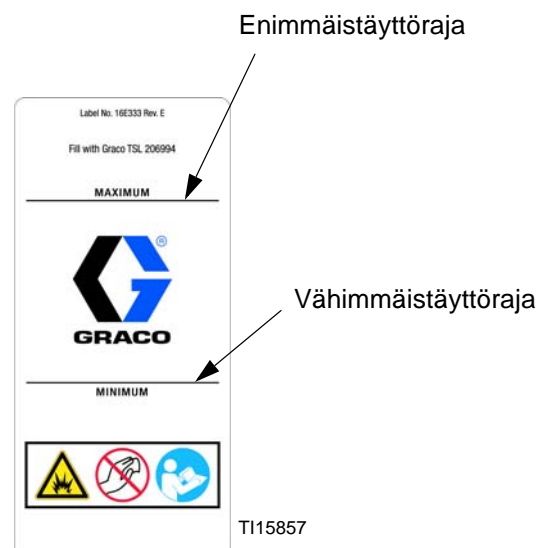 Enimmäistäyttöraja
Label No. 16E333 Rev. E
Fill with Graco TSL 206994
MAXIMUM
®
GRACO
Vähimmäistäyttöraja
MINIMUM
TI15857